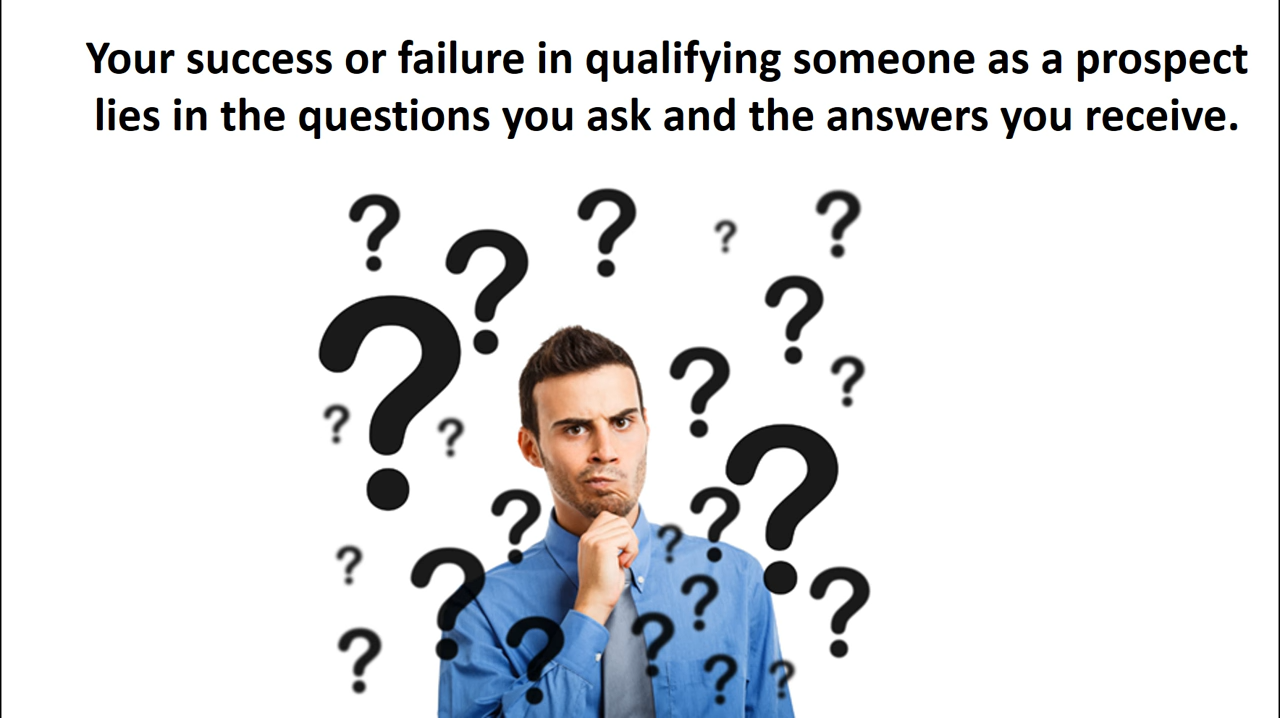 Your success or failure in qualifying someone as a prospect
lies in the questions you ask and the answers you receive.
? ? ? ? ?
? ? ?
? ? ? ?
? ? ? ? ?
? ? ? ? ?
? ? ? ? ?